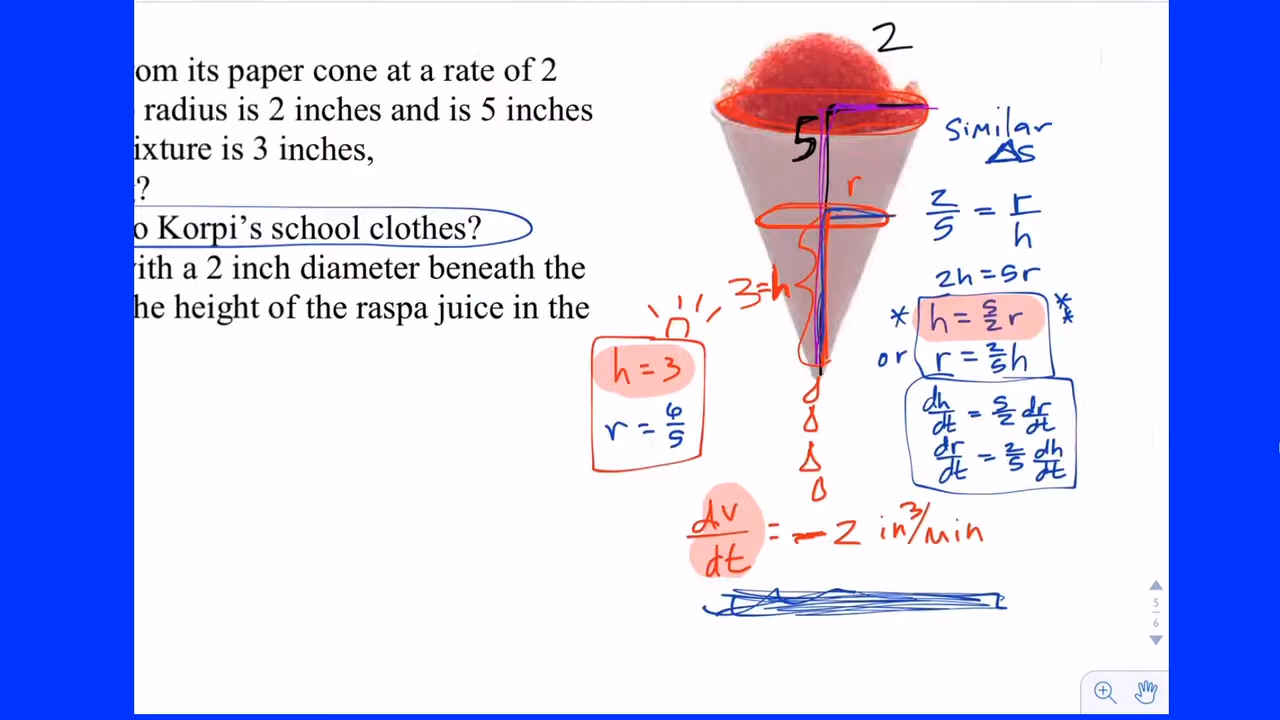 om its paper cone at a rate of 2
radius is 2 inches and is 5 inches
ixture is 3 inches,
t?
o Korpi's school clothes?
ith a 2 inch diameter beneath the
he height of the raspa juice in the
2
5
r
3=h
similar
Δs
2/5 = r/h
2h = 5r
* h = 5/2 r **
or r = 2/5 h
dh/dt = 5/2 dr/dt
dr/dt = 2/5 dh/dt
h = 3
r = 6/5
dv/dt = -2 in³/min
5
6